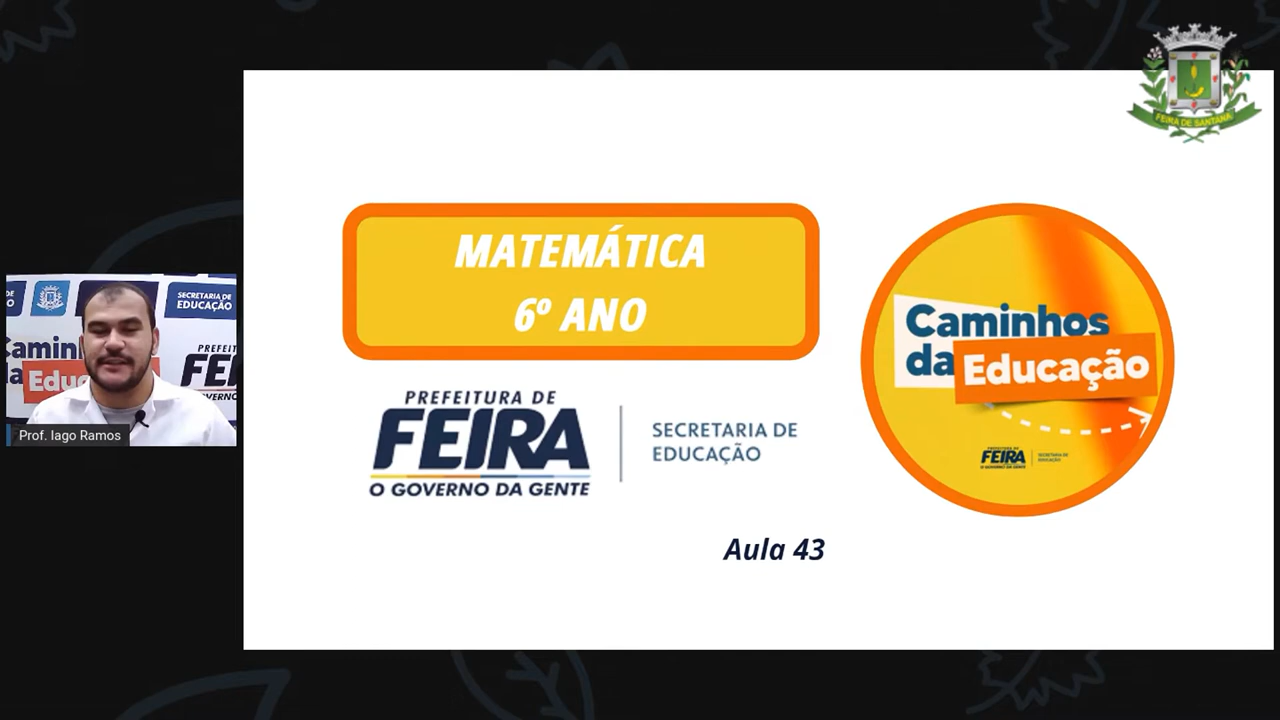 FEIRA DE SANTANA
MATEMÁTICA
6º ANO
Caminhos
da Educação
PREFEITURA DE
FEIRA
O GOVERNO DA GENTE
SECRETARIA DE
EDUCAÇÃO
FEIRA
Aula 43
SECRETARIA DE
EDUCAÇÃO
Prof. Iago Ramos